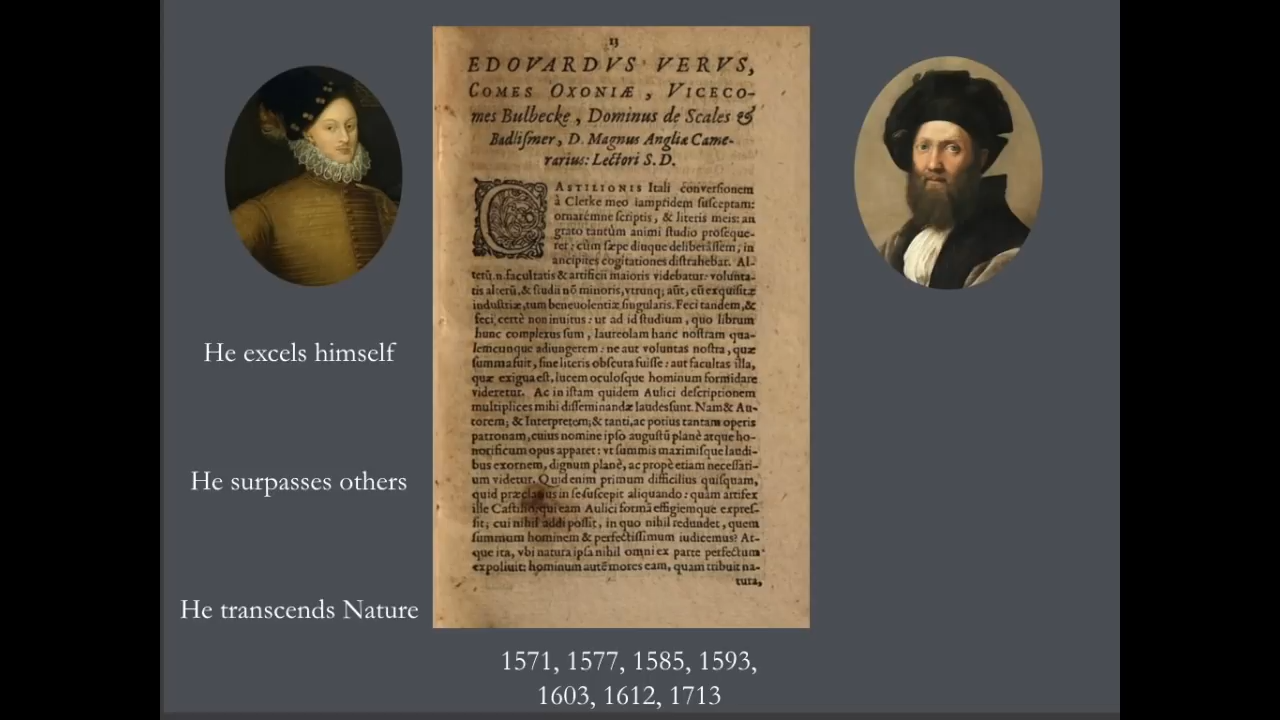 He excels himself
He surpasses others
He transcends Nature
13
EDOVARDVS VERVS,
COMES OXONIÆ, VICECO-
mes Bulbecke, Dominus de Scales &
Badliſmer, D. Magnus Angliæ Came-
rarius: Lectori S. D.
CASTILIONIS Itali conversionem
à Clerke meo iampridem ſuſceptam:
ornarémne ſcriptis, & literis meis: an
grato tantùm animi ſtudio proſeque-
ret: cùm ſæpe diuque deliberâſſem, in
ancipites cogitationes diſtrahebar. Al-
terū.n.facultatis & artificii maioris videbatur: volunta-
tis alterū, & ſtudii nō minoris, vtrunq; aūt, cū exquiſitæ
induſtriæ, tum beneuolentiæ ſingularis. Feci tandem, &
feci certè non inuitus: ut ad id ſtudium, quo librum
hunc complexus ſum, laureolam hanc noſtram qua-
lemcunque adiungerem: ne aut voluntas noſtra, quæ
ſumma fuit, ſine literis obſcura fuiſſe: aut facultas illa,
quæ exigua eſt, lucem oculoſque hominum formidare
videretur. Ac in iſtam quidem Aulici deſcriptionem
multiplices mihi diſſeminandæ laudes ſunt. Nam & Au-
torem; & Interpretem; & tanti, ac potius tantam operis
patronam, cuius nomine ipſo auguſtū planè atque ho-
norificum opus apparet: vt ſummis maximiſque laudi-
bus exornem, dignum planè, ac propè etiam neceſſari-
um videtur. Quid enim primum difficilius quiſquam,
quid præclarius in ſe ſuſcepit aliquando: quàm artifex
ille Caſtilio, qui eam Aulici formā effigiemque expreſ-
ſit; cui nihil addi poſſit, in quo nihil redundet, quem
ſummum hominem & perfectiſſimum iudicemus? At-
que ita, vbi natura ipſa nihil omni ex parte perfectum
expoliuit: hominum autē mores eam, quam tribuit na-
tura,
1571, 1577, 1585, 1593,
1603, 1612, 1713